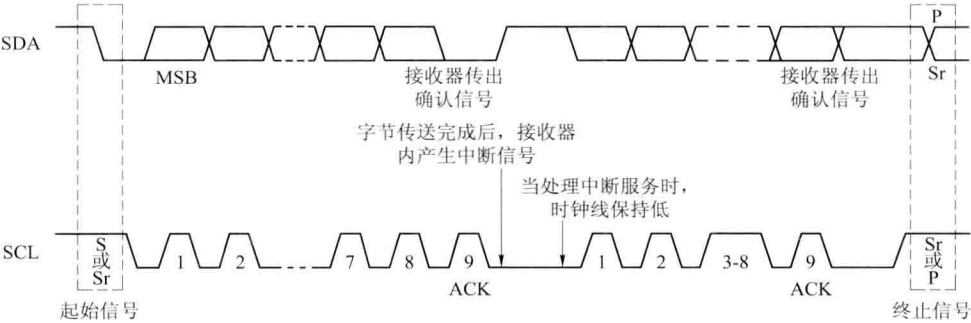 P
SDA
MSB
接收器传出
确认信号
接收器传出
确认信号
Sr
字节传送完成后，接收器
内产生中断信号
当处理中断服务时，
时钟线保持低
SCL
S
或
Sr
1
2
7
8
9
1
2
3-8
9
Sr
或
P
ACK
ACK
起始信号
终止信号